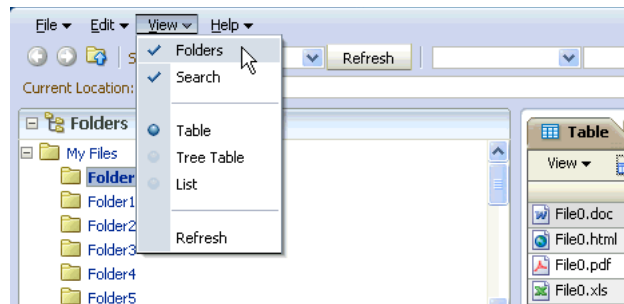 File Edit View Help
Folders
Refresh
Search
Current Location:
Folders
Table
Table
My Files
Tree Table
View
Folder
List
Folder1
File0.doc
Folder2
Refresh
File0.html
Folder3
File0.pdf
Folder4
File0.xls
Folder5